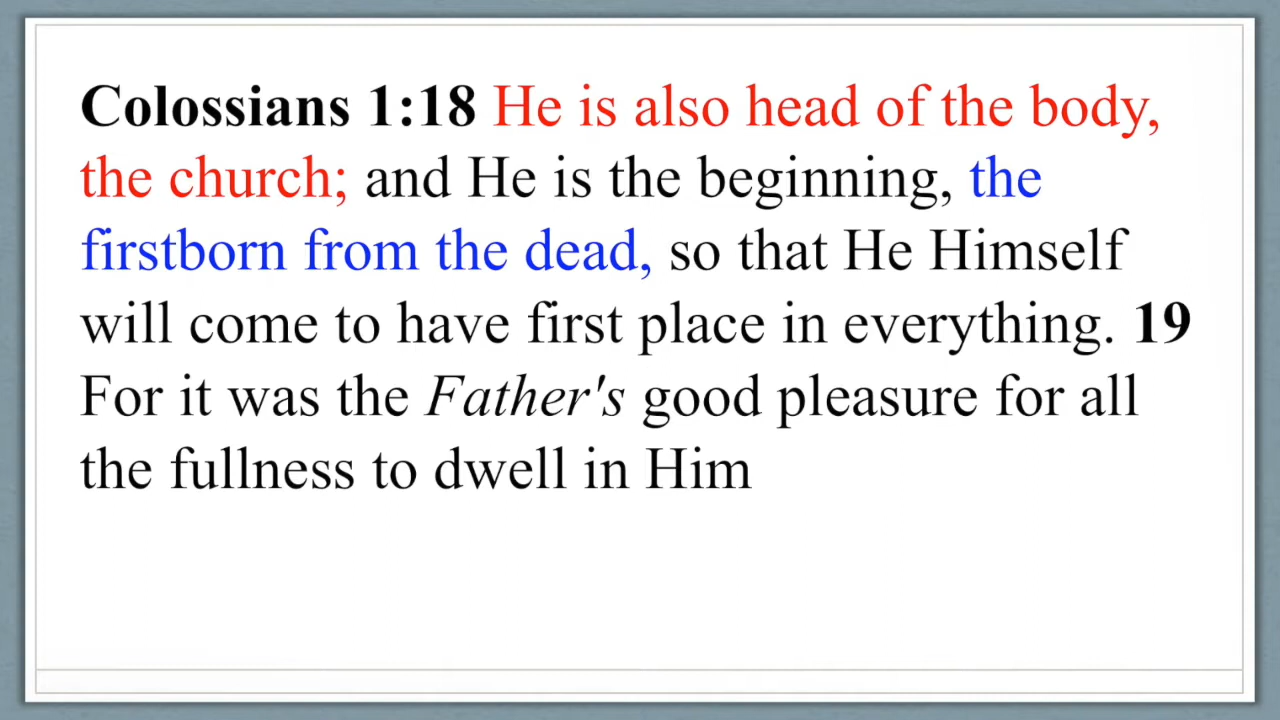 Colossians 1:18 He is also head of the body,
the church; and He is the beginning, the
firstborn from the dead, so that He Himself
will come to have first place in everything. 19
For it was the Father's good pleasure for all
the fullness to dwell in Him